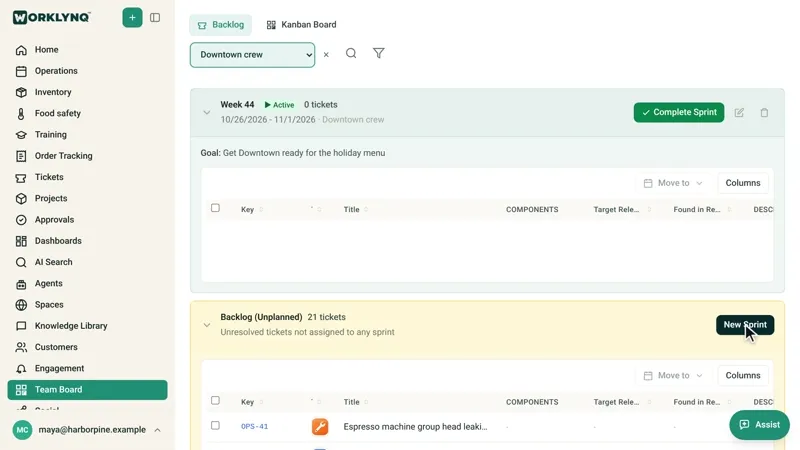 WORKLYNQ
Backlog
Kanban Board
Downtown crew
Home
Operations
Inventory
Food safety
Training
Order Tracking
Tickets
Projects
Approvals
Dashboards
AI Search
Agents
Spaces
Knowledge Library
Customers
Engagement
Team Board
Social
MC
maya@harborpine.example
Week 44 Active 0 tickets
Complete Sprint
10/26/2026 - 11/1/2026 · Downtown crew
Goal: Get Downtown ready for the holiday menu
Move to
Columns
Key Title COMPONENTS Target Rele... Found in Re... DESC
Backlog (Unplanned) 21 tickets
New Sprint
Unresolved tickets not assigned to any sprint
Move to
Columns
Key Title COMPONENTS Target Rele... Found in Re... DESC
OPS-41 Espresso machine group head leaki... - -
Assist